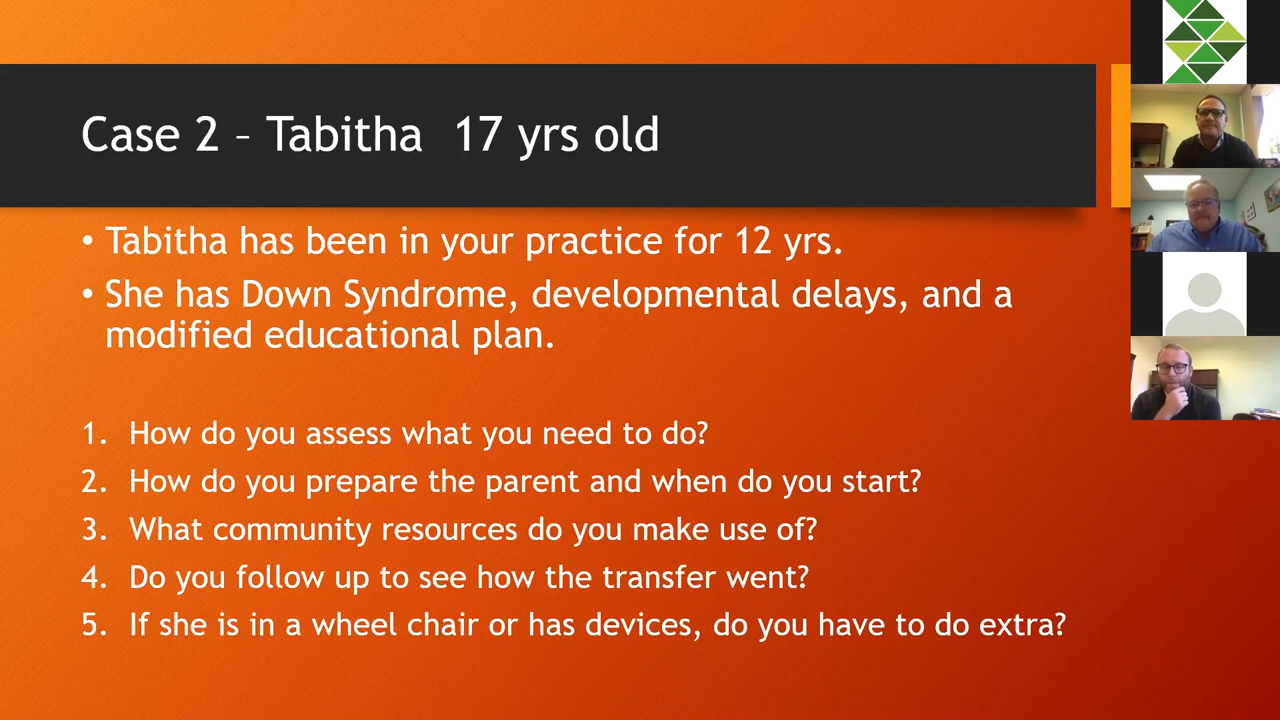 Case 2 – Tabitha  17 yrs old
• Tabitha has been in your practice for 12 yrs.
• She has Down Syndrome, developmental delays, and a
modified educational plan.
1. How do you assess what you need to do?
2. How do you prepare the parent and when do you start?
3. What community resources do you make use of?
4. Do you follow up to see how the transfer went?
5. If she is in a wheel chair or has devices, do you have to do extra?